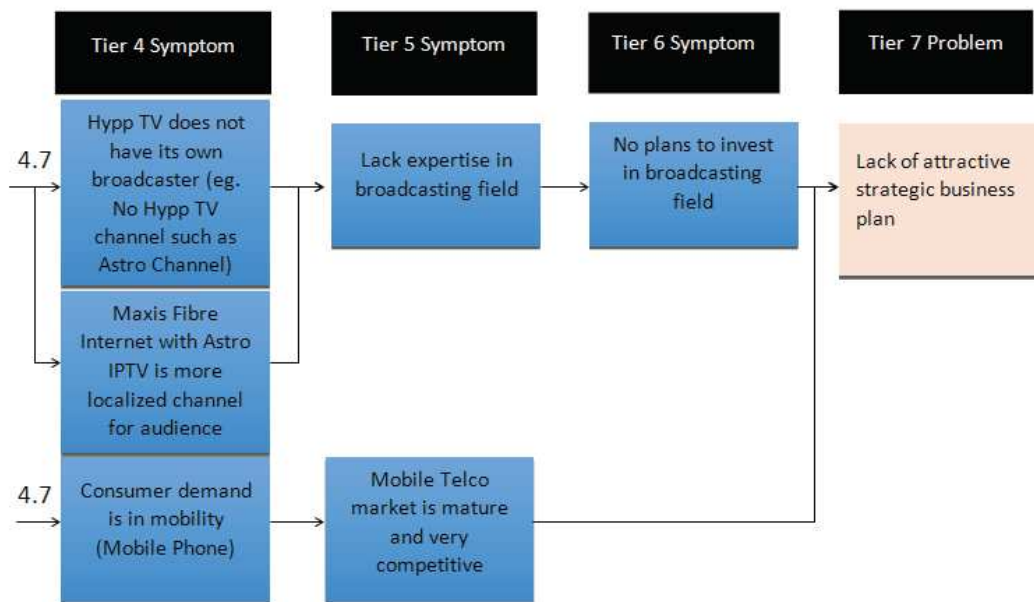 Tier 4 Symptom
Tier 5 Symptom
Tier 6 Symptom
Tier 7 Problem
4.7
Hypp TV does not
have its own
broadcaster (eg.
No Hypp TV
channel such as
Astro Channel)
Lack expertise in
broadcasting field
No plans to invest
in broadcasting
field
Lack of attractive
strategic business
plan
Maxis Fibre
Internet with Astro
IPTV is more
localized channel
for audience
4.7
Consumer demand
is in mobility
(Mobile Phone)
Mobile Telco
market is mature
and very
competitive